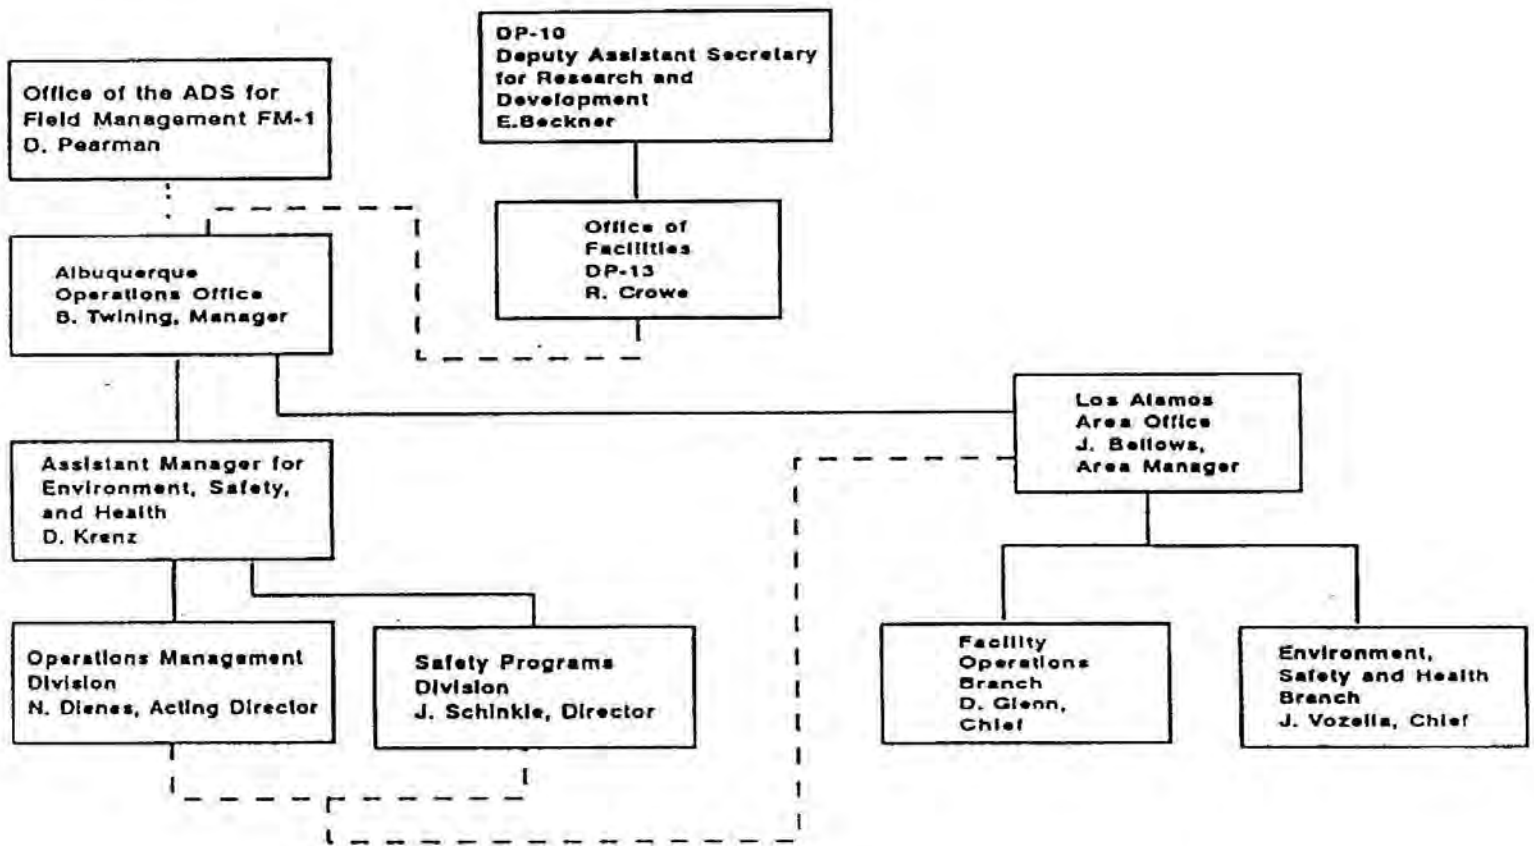 DP-10
Deputy Assistant Secretary
for Research and
Development
E.Beckner
Office of the ADS for
Field Management FM-1
D. Pearman
Office of
Facilities
DP-13
R. Crowe
Albuquerque
Operations Office
B. Twining, Manager
Los Alamos
Area Office
J. Bellows,
Area Manager
Assistant Manager for
Environment, Safety,
and Health
D. Krenz
Operations Management
Division
N. Dienes, Acting Director
Safety Programs
Division
J. Schinkle, Director
Facility
Operations
Branch
D. Glenn,
Chief
Environment,
Safety and Health
Branch
J. Vozella, Chief